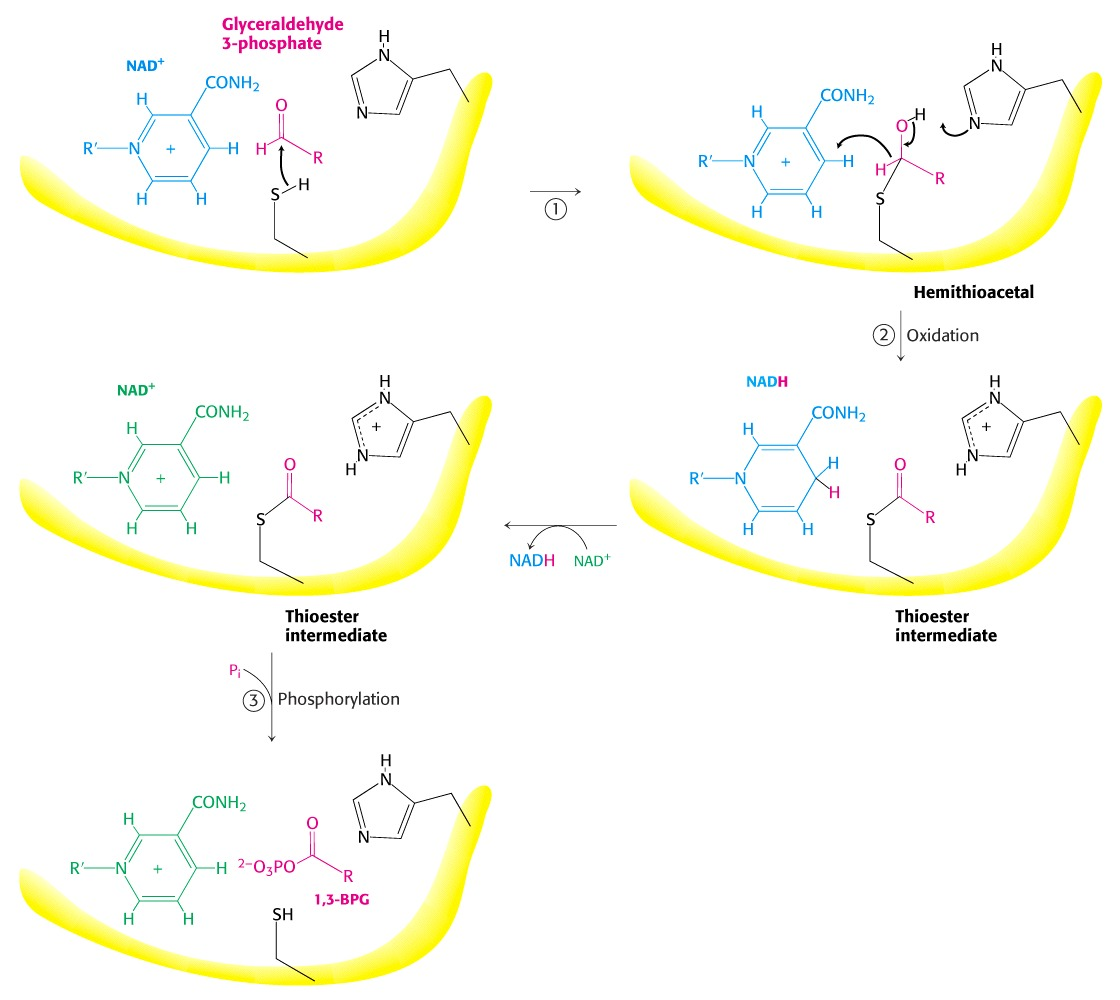 Glyceraldehyde
3-phosphate
NAD⁺
CONH₂
H
R'
N
+
H
H
H
O
H
R
S
H
H
N
N
①
CONH₂
H
R'
N
+
H
H
H
O
H
H
R
S
H
N
N
Hemithioacetal
② Oxidation
NADH
CONH₂
H
R'
N
H
H
H
H
O
S
R
H
N
+
N
H
Thioester
intermediate
NADH
NAD⁺
NAD⁺
CONH₂
H
R'
N
+
H
H
H
O
S
R
H
N
+
N
H
Thioester
intermediate
Pᵢ
③ Phosphorylation
CONH₂
H
R'
N
+
H
H
H
O
²⁻O₃PO
R
1,3-BPG
SH
H
N
N